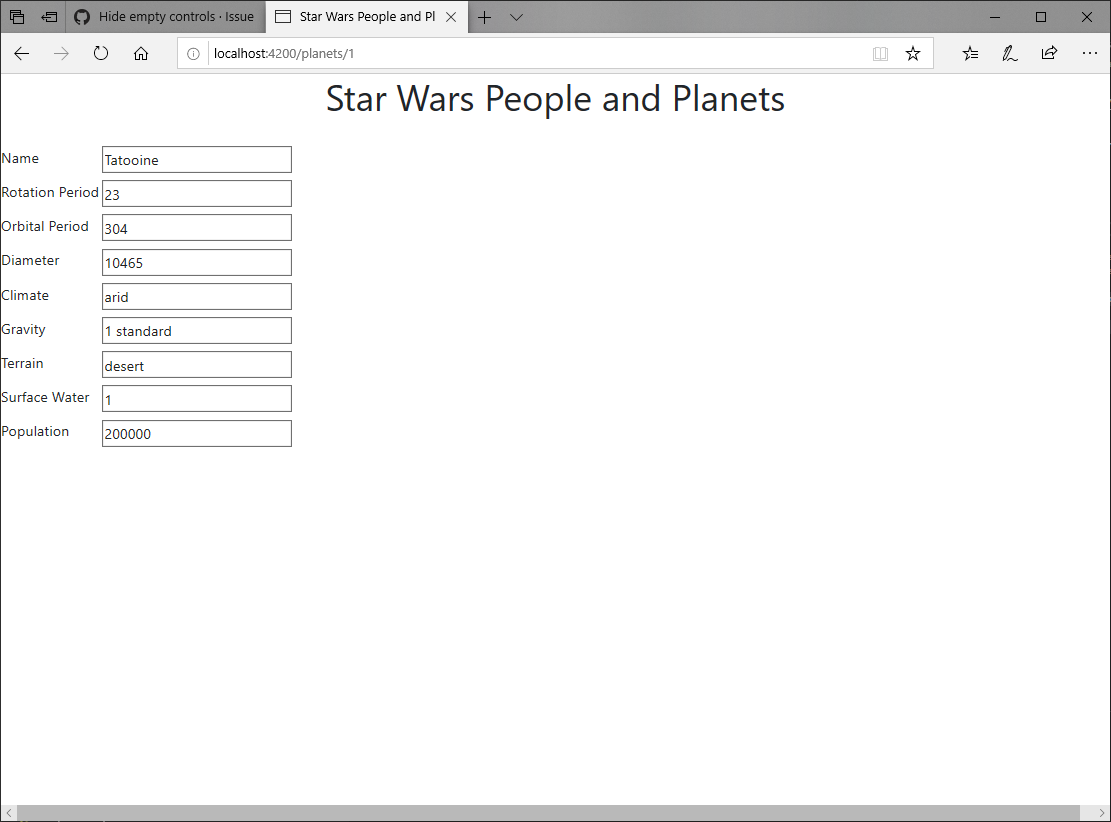 Hide empty controls · Issue
Star Wars People and Pl
localhost:4200/planets/1
Star Wars People and Planets
Name Tatooine
Rotation Period 23
Orbital Period 304
Diameter 10465
Climate arid
Gravity 1 standard
Terrain desert
Surface Water 1
Population 200000